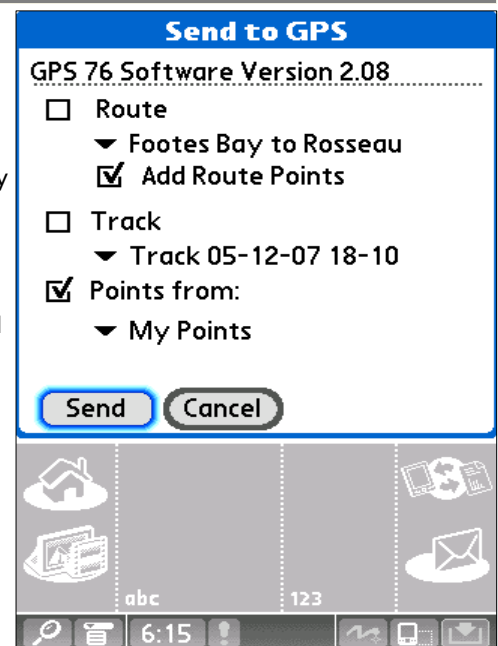 Send to GPS
GPS 76 Software Version 2.08
Route
Footes Bay to Rosseau
Add Route Points
Track
Track 05-12-07 18-10
Points from:
My Points
Send Cancel
abc 123
6:15